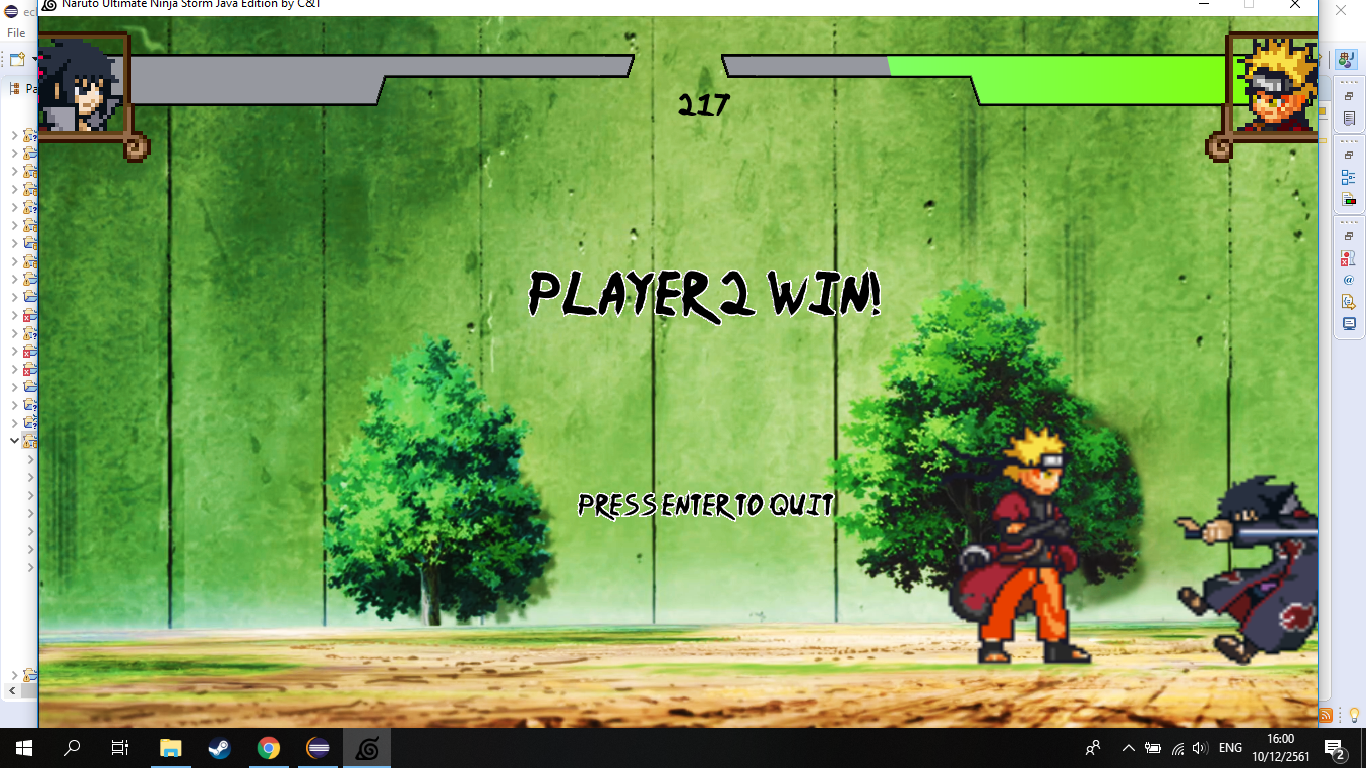 Naruto Ultimate Ninja Storm Java Edition by C&T
File
217
PLAYER2 WIN!
PRESS ENTER TO QUIT
ENG
16:00
10/12/2561
2